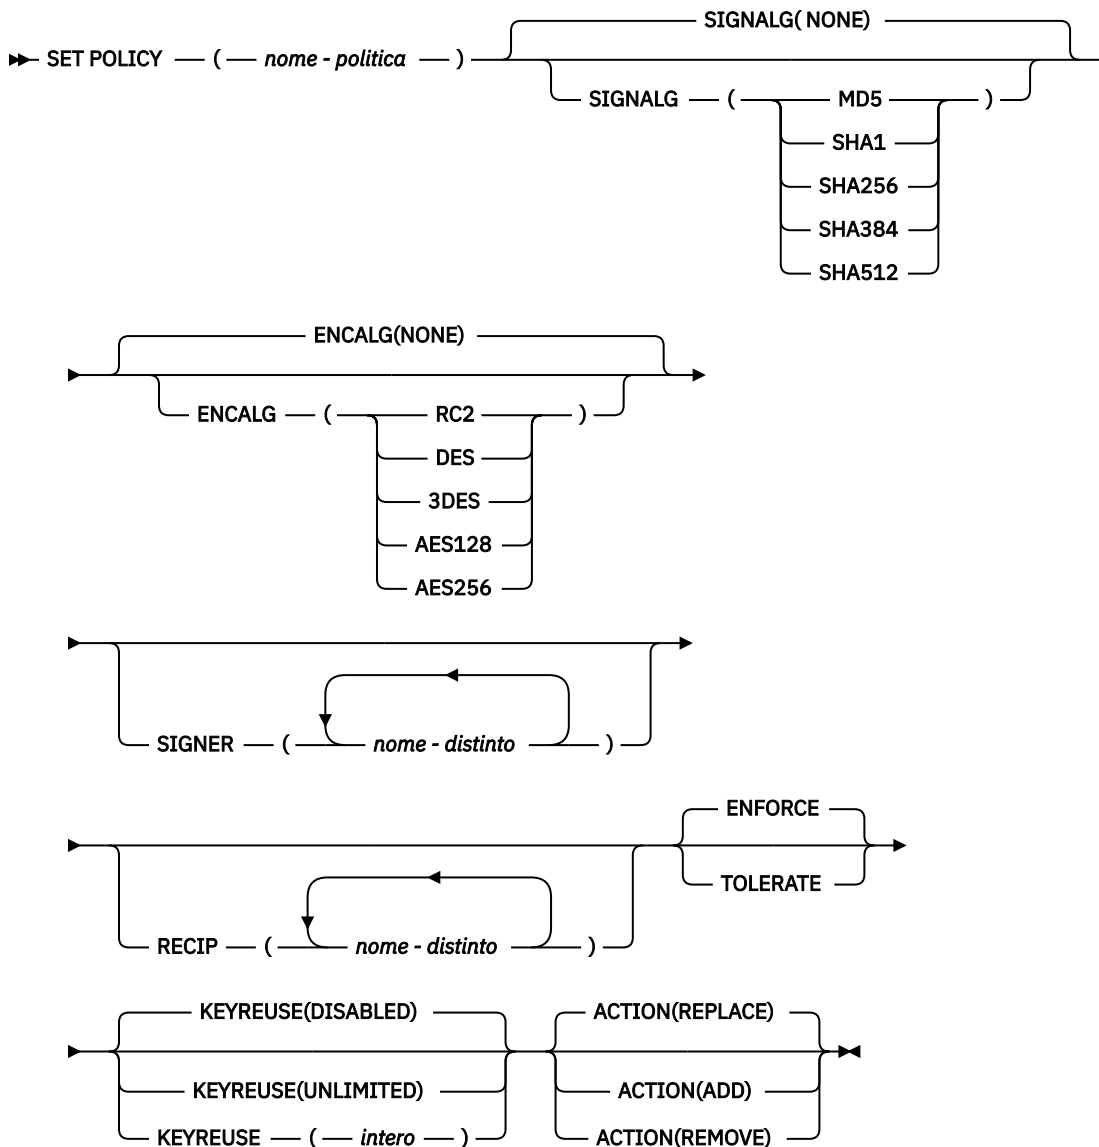 SIGNALG( NONE)
SET POLICY ( nome - politica )
SIGNALG ( MD5 )
SHA1
SHA256
SHA384
SHA512
ENCALG(NONE)
ENCALG ( RC2 )
DES
3DES
AES128
AES256
SIGNER ( nome - distinto )
ENFORCE
TOLERATE
RECIP ( nome - distinto )
KEYREUSE(DISABLED) ACTION(REPLACE)
KEYREUSE(UNLIMITED) ACTION(ADD)
KEYREUSE ( intero ) ACTION(REMOVE)